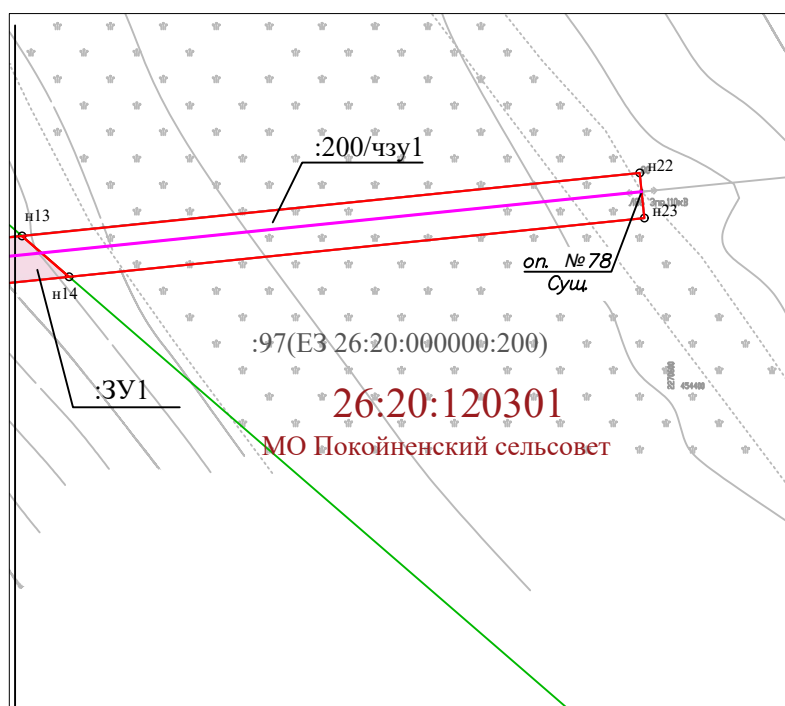 :200/чзу1
н22
н13
н23
оп. №78
Сущ.
н14
:97(ЕЗ 26:20:000000:200)
:ЗУ1
26:20:120301
МО Покойненский сельсовет
454400